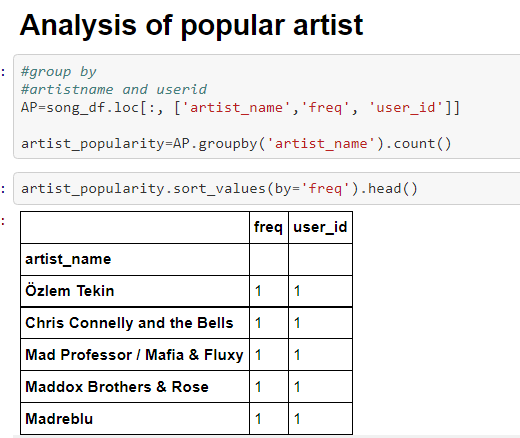 Analysis of popular artist
: #group by
#artistname and userid
AP=song_df.loc[:, ['artist_name','freq', 'user_id']]
artist_popularity=AP.groupby('artist_name').count()
: artist_popularity.sort_values(by='freq').head()
:
freq user_id
artist_name
Özlem Tekin 1 1
Chris Connelly and the Bells 1 1
Mad Professor / Mafia & Fluxy 1 1
Maddox Brothers & Rose 1 1
Madreblu 1 1